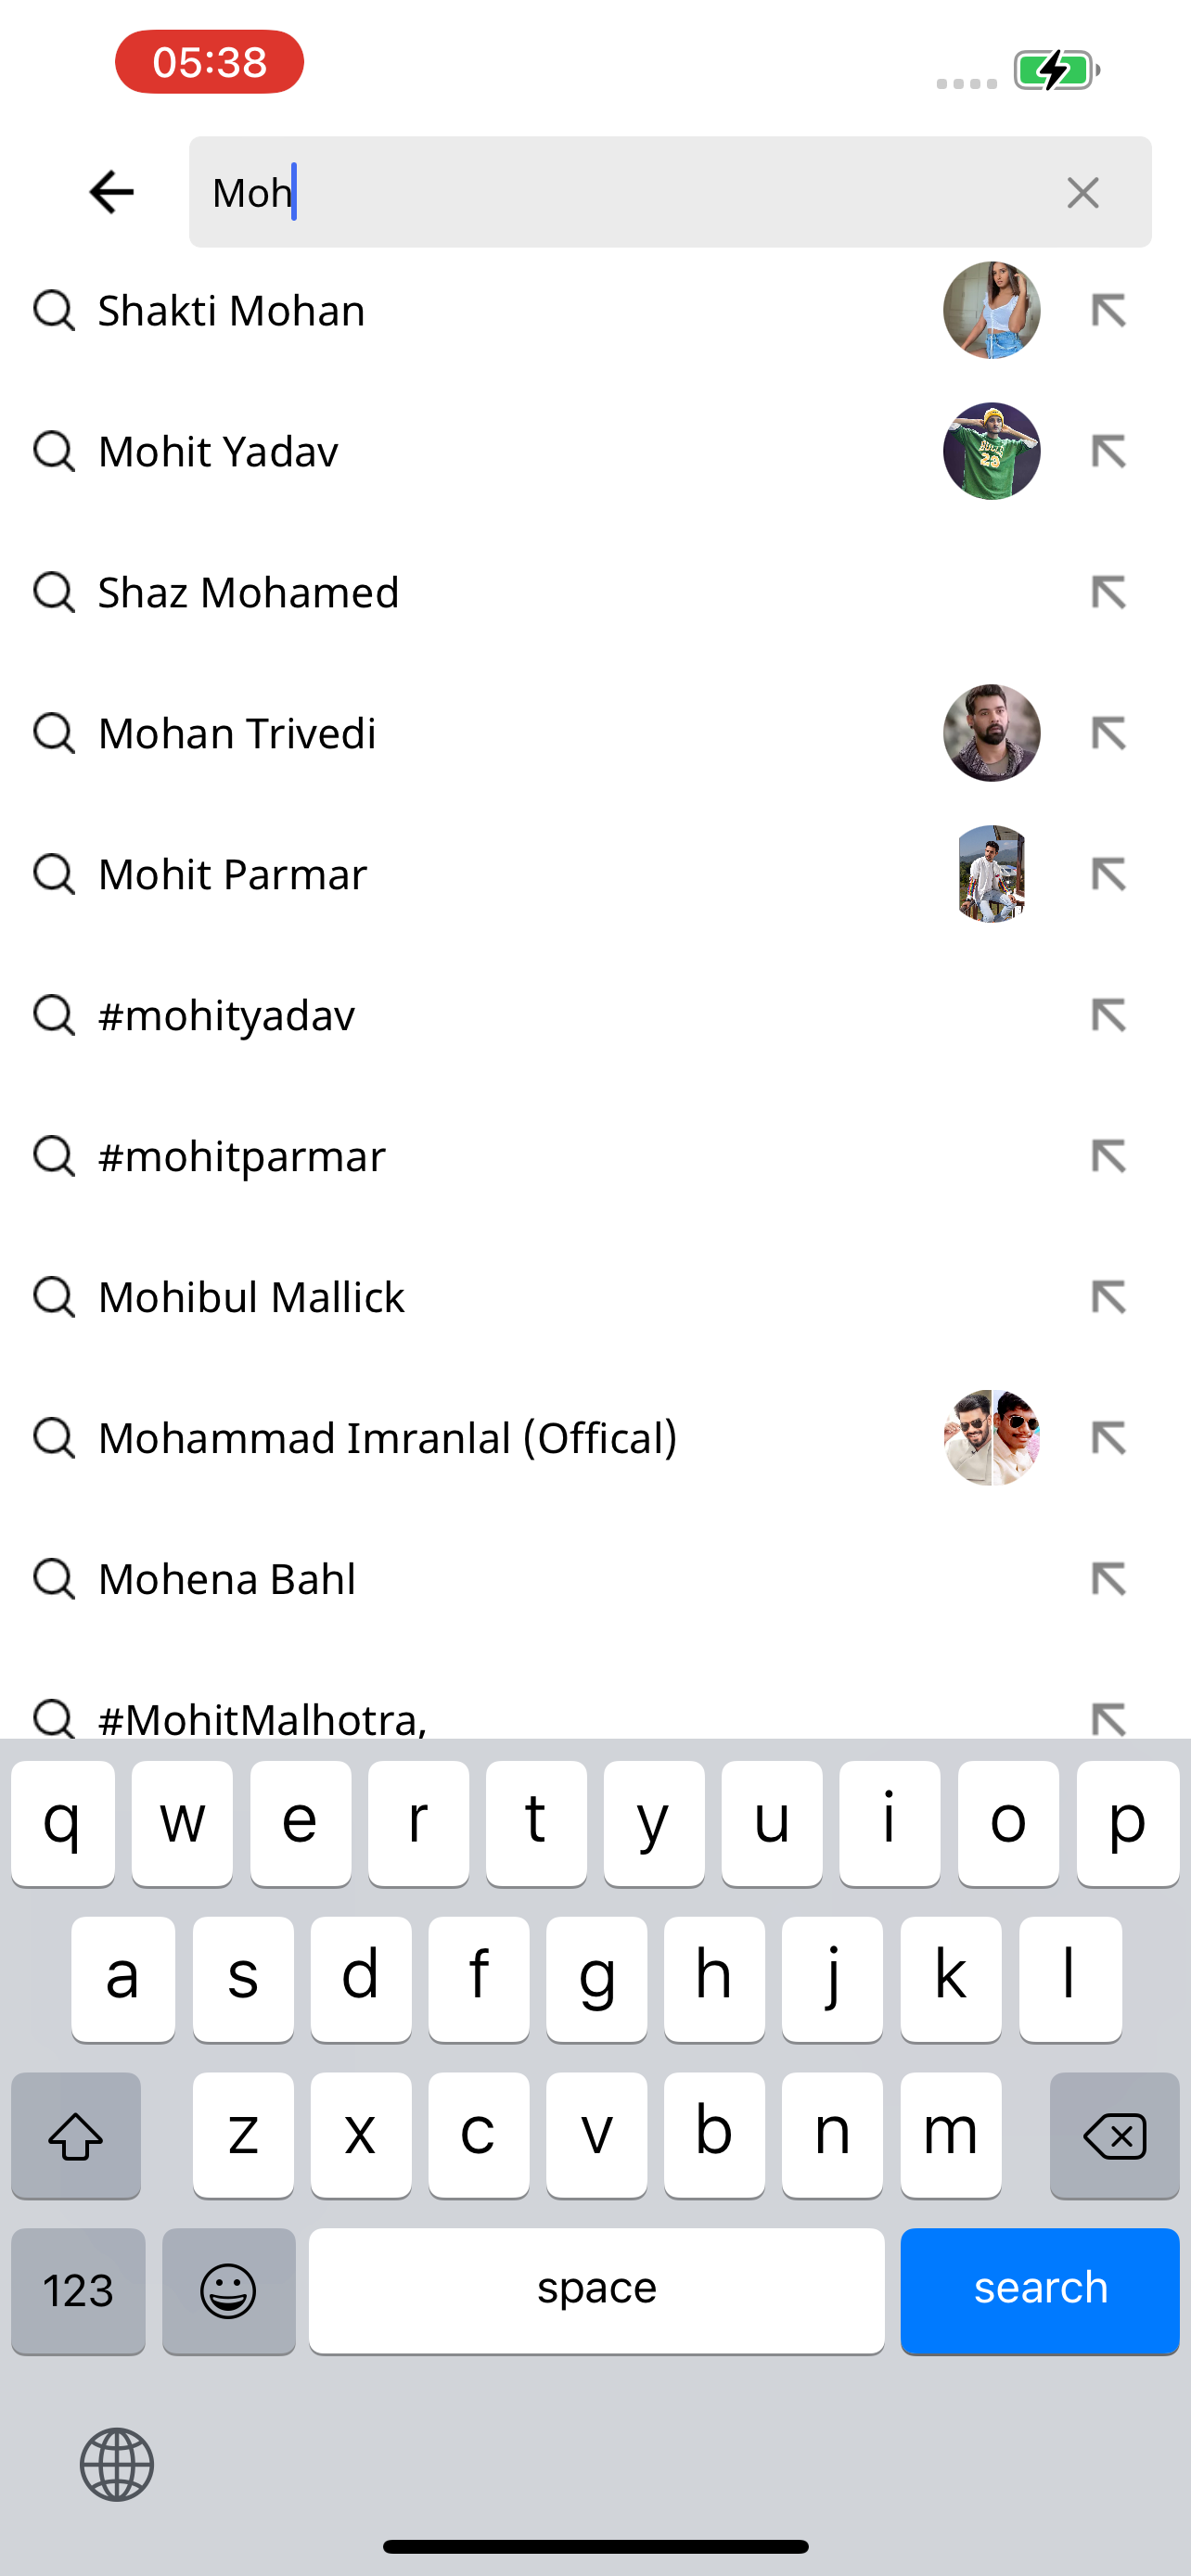 05:38
Moh
Shakti Mohan
Mohit Yadav
Shaz Mohamed
Mohan Trivedi
Mohit Parmar
#mohityadav
#mohitparmar
Mohibul Mallick
Mohammad Imranlal (Offical)
Mohena Bahl
#MohitMalhotra,
q w e r t y u i o p
a s d f g h j k l
z x c v b n m
123 space search